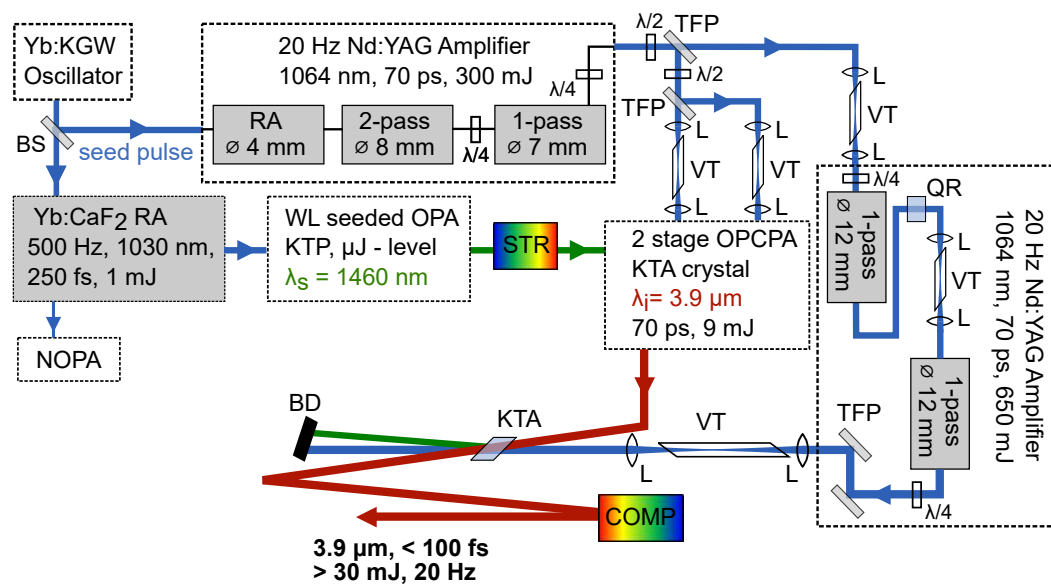 Yb:KGW
Oscillator
BS
seed pulse
20 Hz Nd:YAG Amplifier
1064 nm, 70 ps, 300 mJ
λ/4
RA
⌀ 4 mm
2-pass
⌀ 8 mm
λ/4
1-pass
⌀ 7 mm
λ/2
TFP
λ/2
TFP
L
VT
L
L
VT
L
L
VT
L
λ/4
Yb:CaF2 RA
500 Hz, 1030 nm,
250 fs, 1 mJ
NOPA
WL seeded OPA
KTP, µJ - level
λs = 1460 nm
STR
2 stage OPCPA
KTA crystal
λi= 3.9 µm
70 ps, 9 mJ
1-pass
⌀ 12 mm
QR
L
VT
L
1-pass
⌀ 12 mm
20 Hz Nd:YAG Amplifier
1064 nm, 70 ps, 650 mJ
TFP
λ/4
BD
KTA
L
VT
L
COMP
3.9 µm, < 100 fs
> 30 mJ, 20 Hz